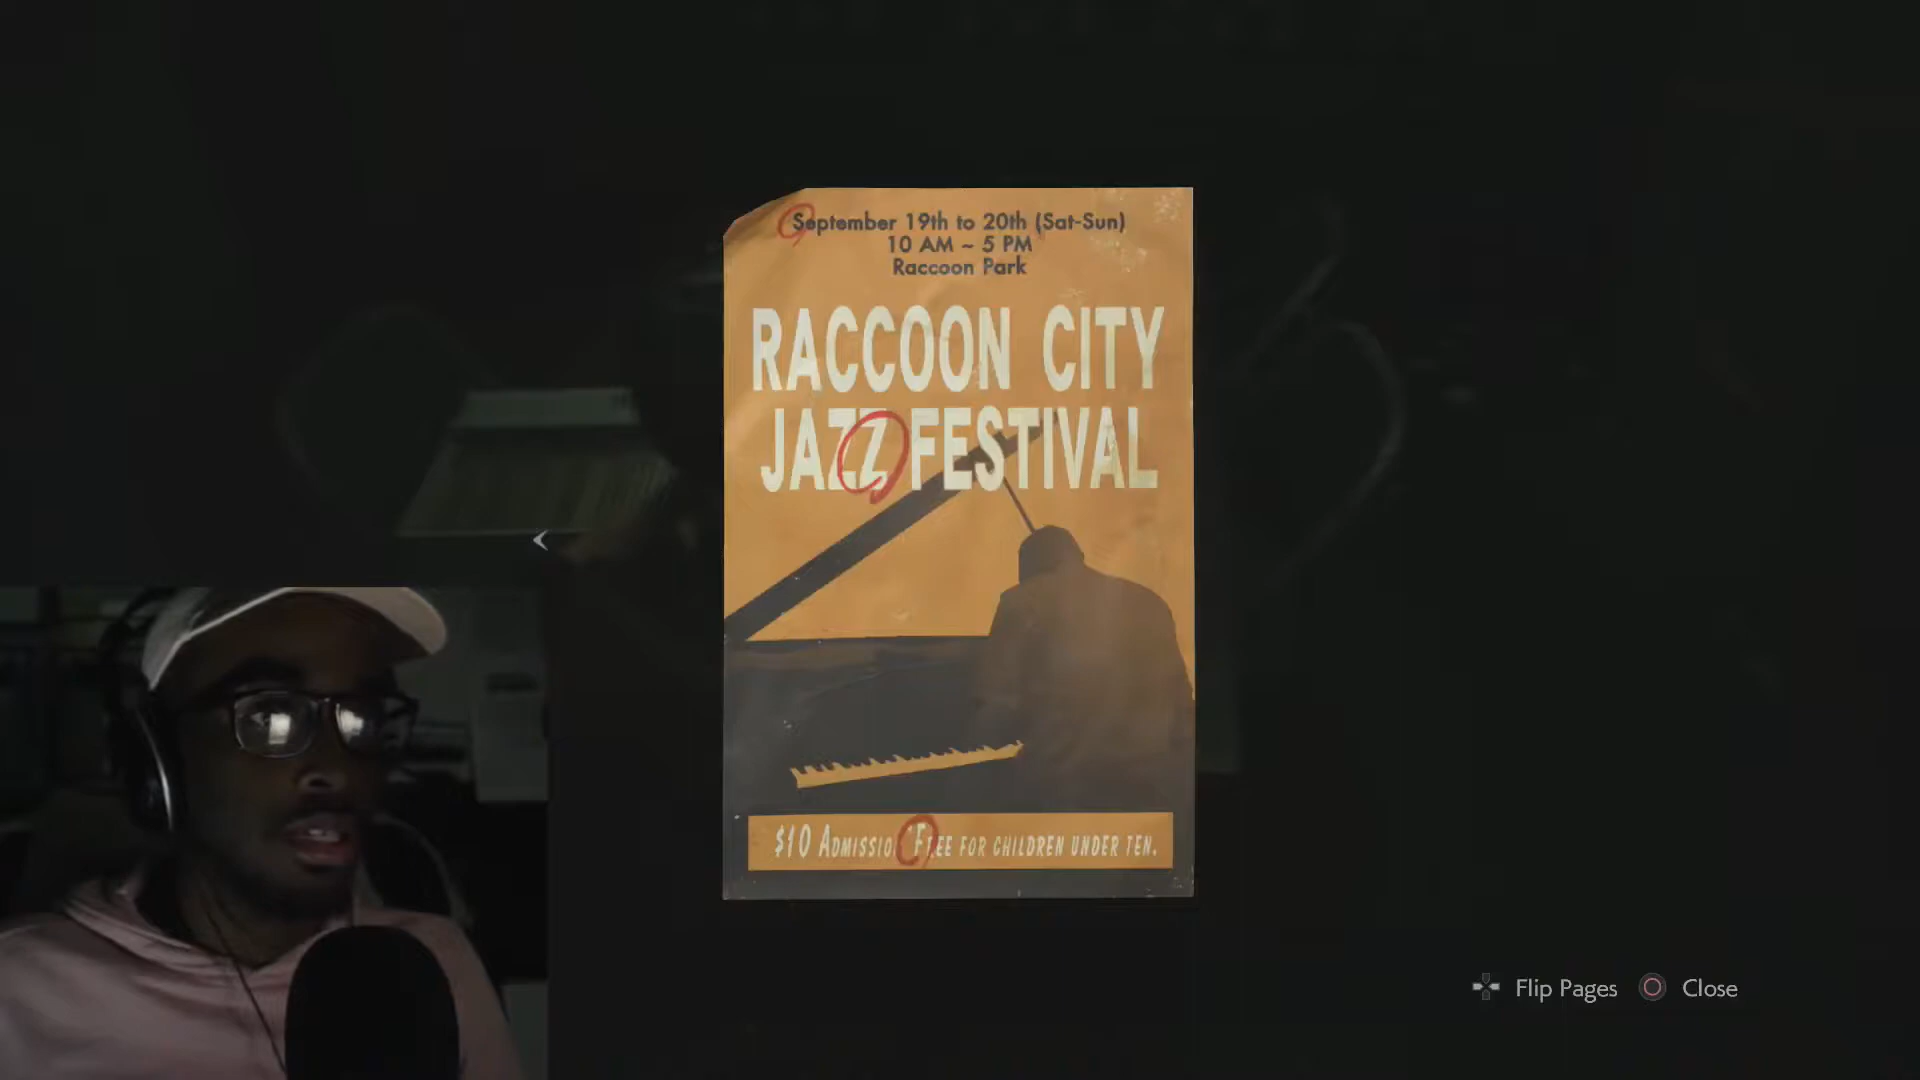 September 19th to 20th (Sat-Sun)
10 AM ~ 5 PM
Raccoon Park
RACCOON CITY
JAZZ FESTIVAL
$10 Admissio *Free for children under ten.
Flip Pages Close